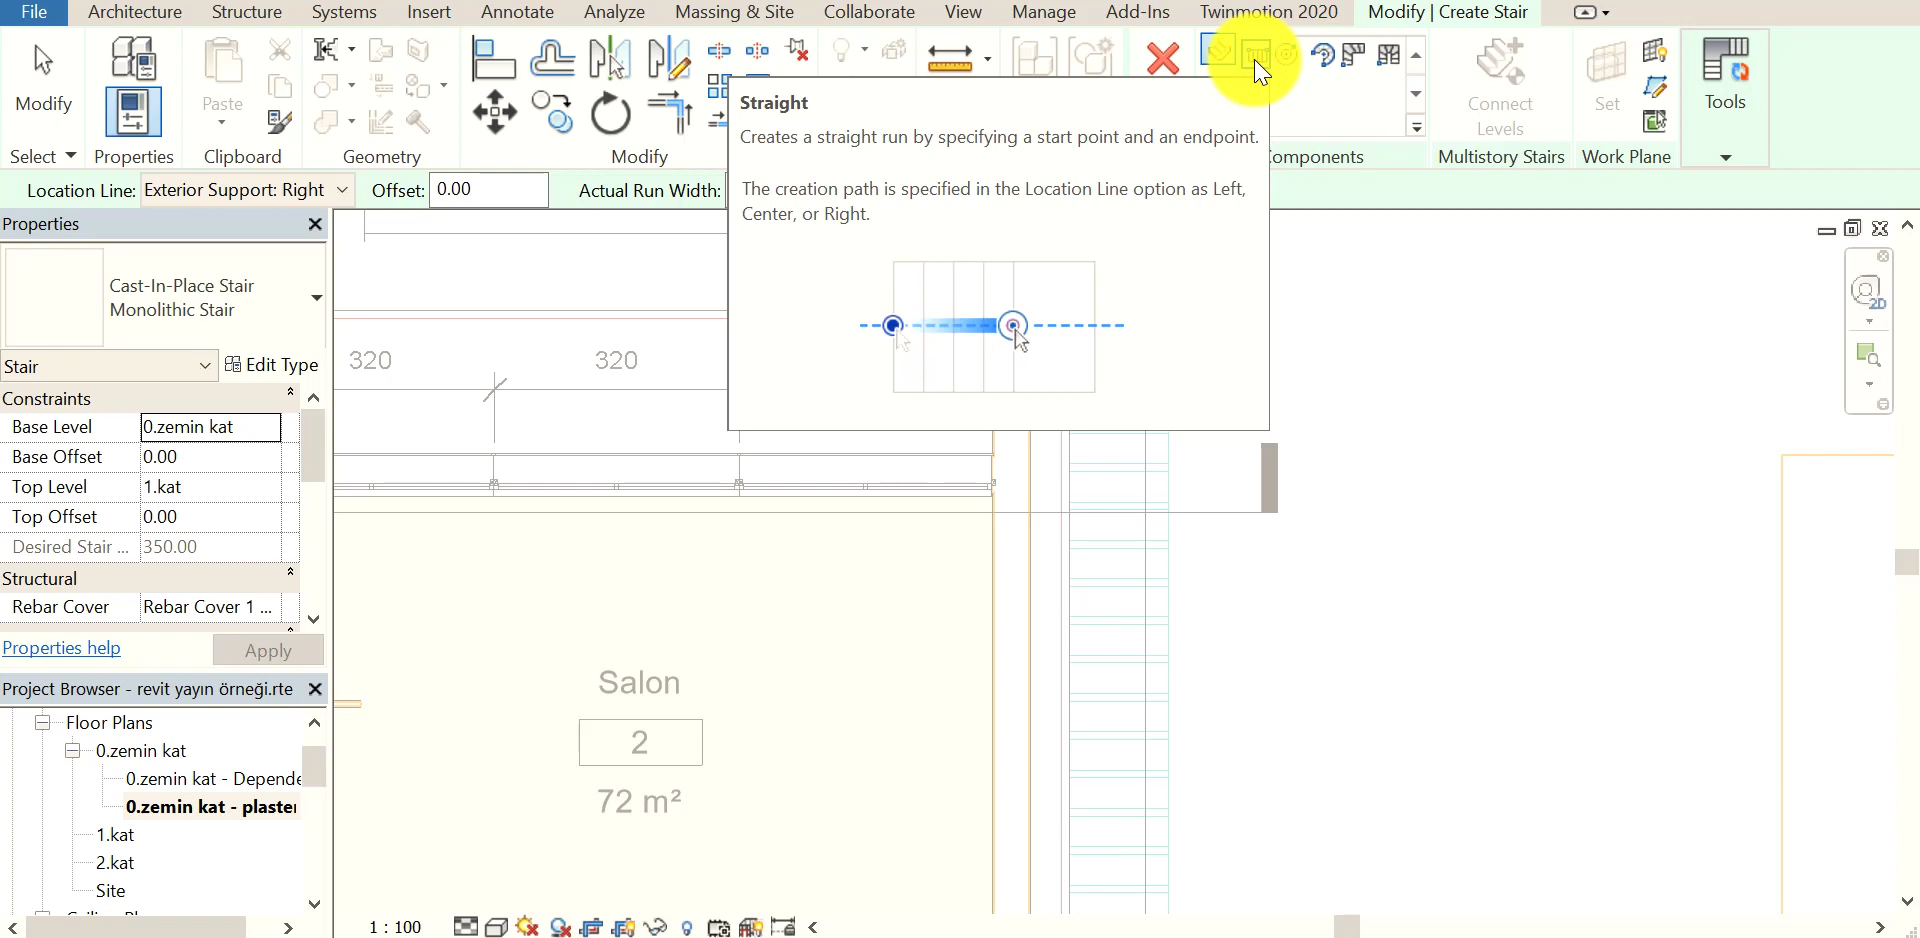 File Architecture Structure Systems Insert Annotate Analyze Massing & Site Collaborate View Manage Add-Ins Twinmotion 2020 Modify | Create Stair
Modify
Paste
Connect
Levels
Set
Tools
Select Properties Clipboard Geometry Modify omponents Multistory Stairs Work Plane
Straight
Creates a straight run by specifying a start point and an endpoint.
The creation path is specified in the Location Line option as Left,
Center, or Right.
Location Line: Exterior Support: Right Offset: 0.00 Actual Run Width:
Properties
Cast-In-Place Stair
Monolithic Stair
Stair Edit Type
Constraints
Base Level 0.zemin kat
Base Offset 0.00
Top Level 1.kat
Top Offset 0.00
Desired Stair ... 350.00
Structural
Rebar Cover Rebar Cover 1 ...
Properties help Apply
Project Browser - revit yayın örneği.rte
Floor Plans
0.zemin kat
0.zemin kat - Depende
0.zemin kat - plaster
1.kat
2.kat
Site
320 320
Salon
2
72 m²
2D
1 : 100